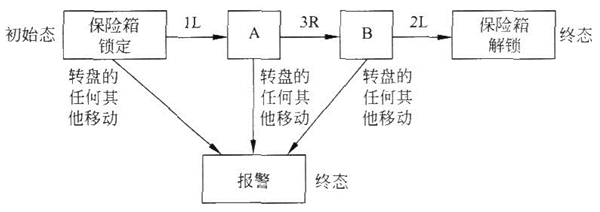 初始态
保险箱
锁定
1L
A
3R
B
2L
保险箱
解锁
终态
转盘的
任何其
他移动
转盘的
任何其
他移动
转盘的
任何其
他移动
报警
终态